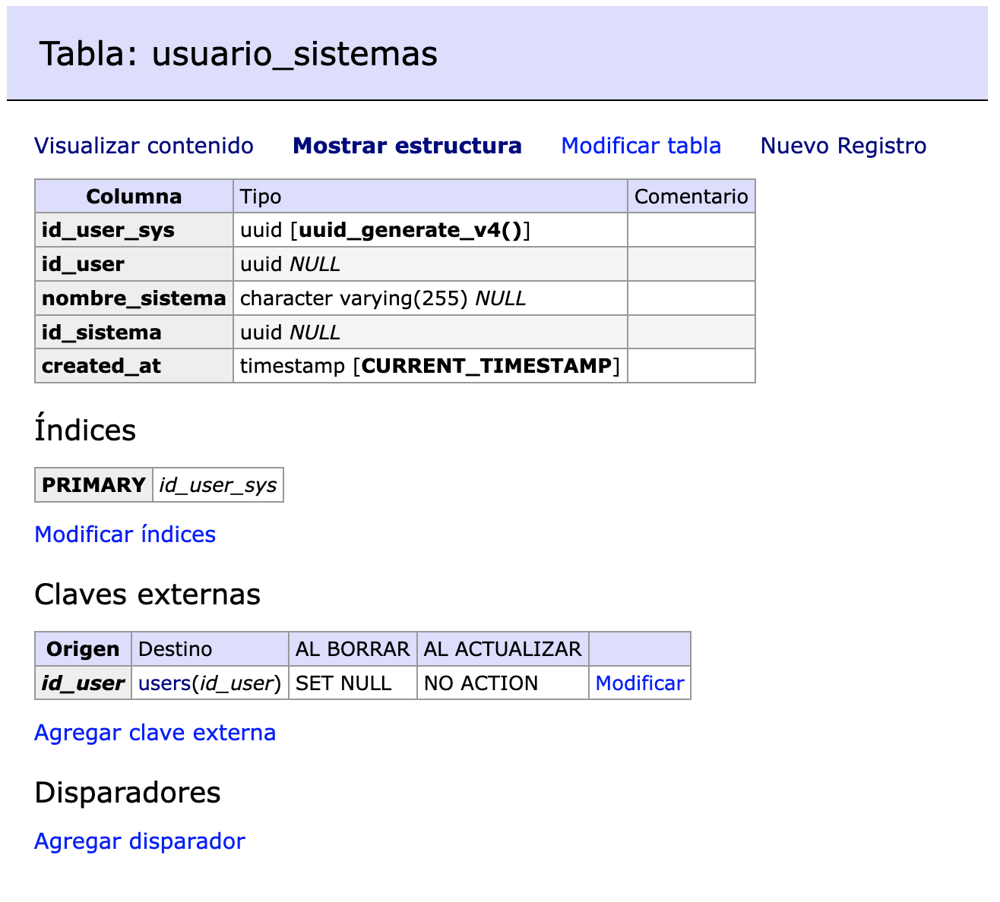 Tabla: usuario_sistemas
Visualizar contenido Mostrar estructura Modificar tabla Nuevo Registro
Columna Tipo Comentario
id_user_sys uuid [uuid_generate_v4()]
id_user uuid NULL
nombre_sistema character varying(255) NULL
id_sistema uuid NULL
created_at timestamp [CURRENT_TIMESTAMP]
Índices
PRIMARY id_user_sys
Modificar índices
Claves externas
Origen Destino AL BORRAR AL ACTUALIZAR
id_user users(id_user) SET NULL NO ACTION Modificar
Agregar clave externa
Disparadores
Agregar disparador